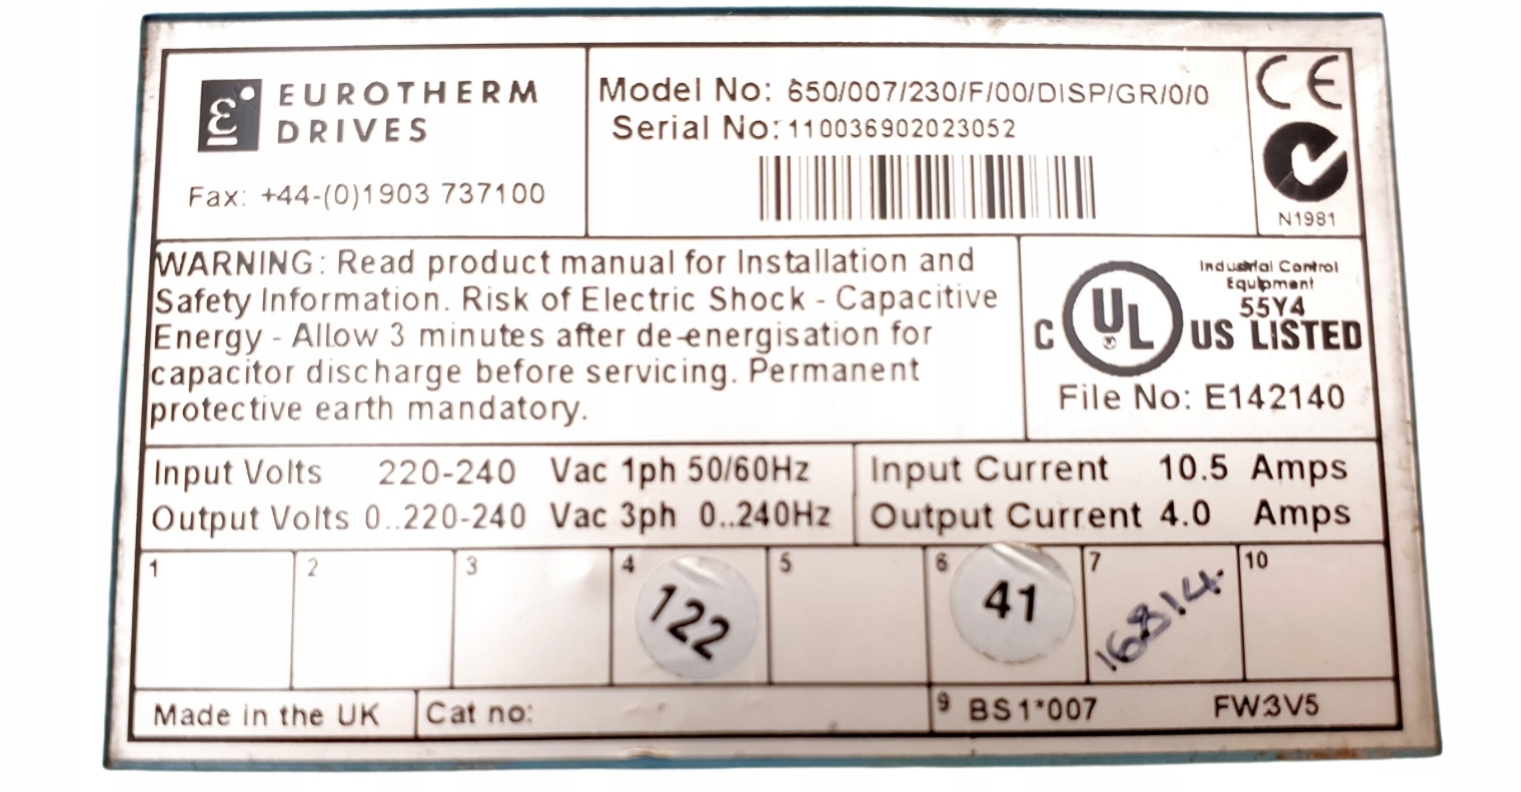 EUROTHERM
DRIVES
Fax: +44-(0)1903 737100
Model No: 650/007/230/F/00/DISP/GR/0/0
Serial No: 110036902023052
CE
N1981
WARNING: Read product manual for Installation and
Safety Information. Risk of Electric Shock - Capacitive
Energy - Allow 3 minutes after de-energisation for
capacitor discharge before servicing. Permanent
protective earth mandatory.
Industrial Control
Equipment
55Y4
C UL US LISTED
®
File No: E142140
Input Volts 220-240 Vac 1ph 50/60Hz
Output Volts 0..220-240 Vac 3ph 0..240Hz
Input Current 10.5 Amps
Output Current 4.0 Amps
1 2 3 4 5 6 7 10
122 41 16814.
Made in the UK Cat no: 9 BS1*007 FW3V5